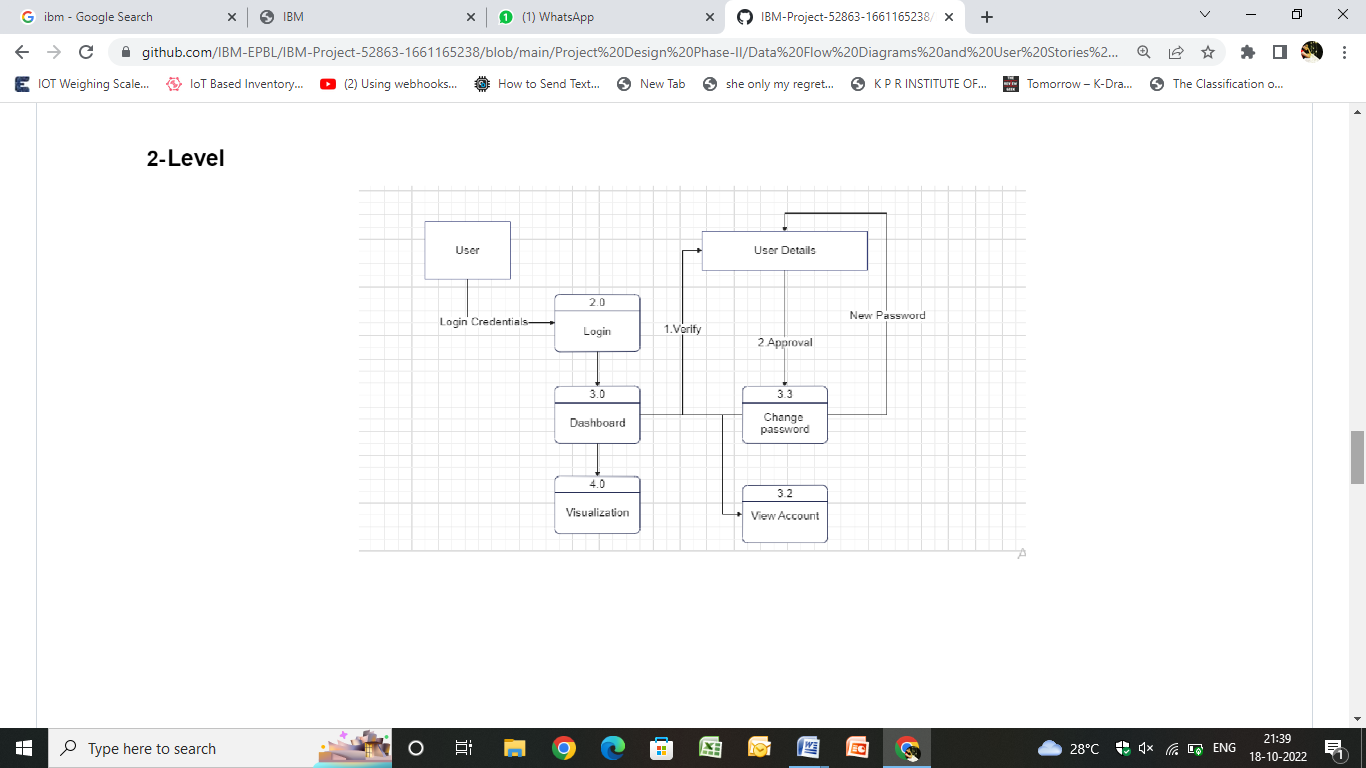 ibm - Google Search
IBM
(1) WhatsApp
IBM-Project-52863-1661165238/
github.com/IBM-EPBL/IBM-Project-52863-1661165238/blob/main/Project%20Design%20Phase-II/Data%20Flow%20Diagrams%20and%20User%20Stories%2...
IOT Weighing Scale...
IoT Based Inventory...
(2) Using webhooks...
How to Send Text...
New Tab
she only my regret...
K P R INSTITUTE OF...
Tomorrow – K-Dra...
The Classification o...
2-Level
User
User Details
Login Credentials
2.0
Login
1.Verify
New Password
2.Approval
3.0
Dashboard
3.3
Change
password
4.0
Visualization
3.2
View Account
Type here to search
28°C
ENG
21:39
18-10-2022
1